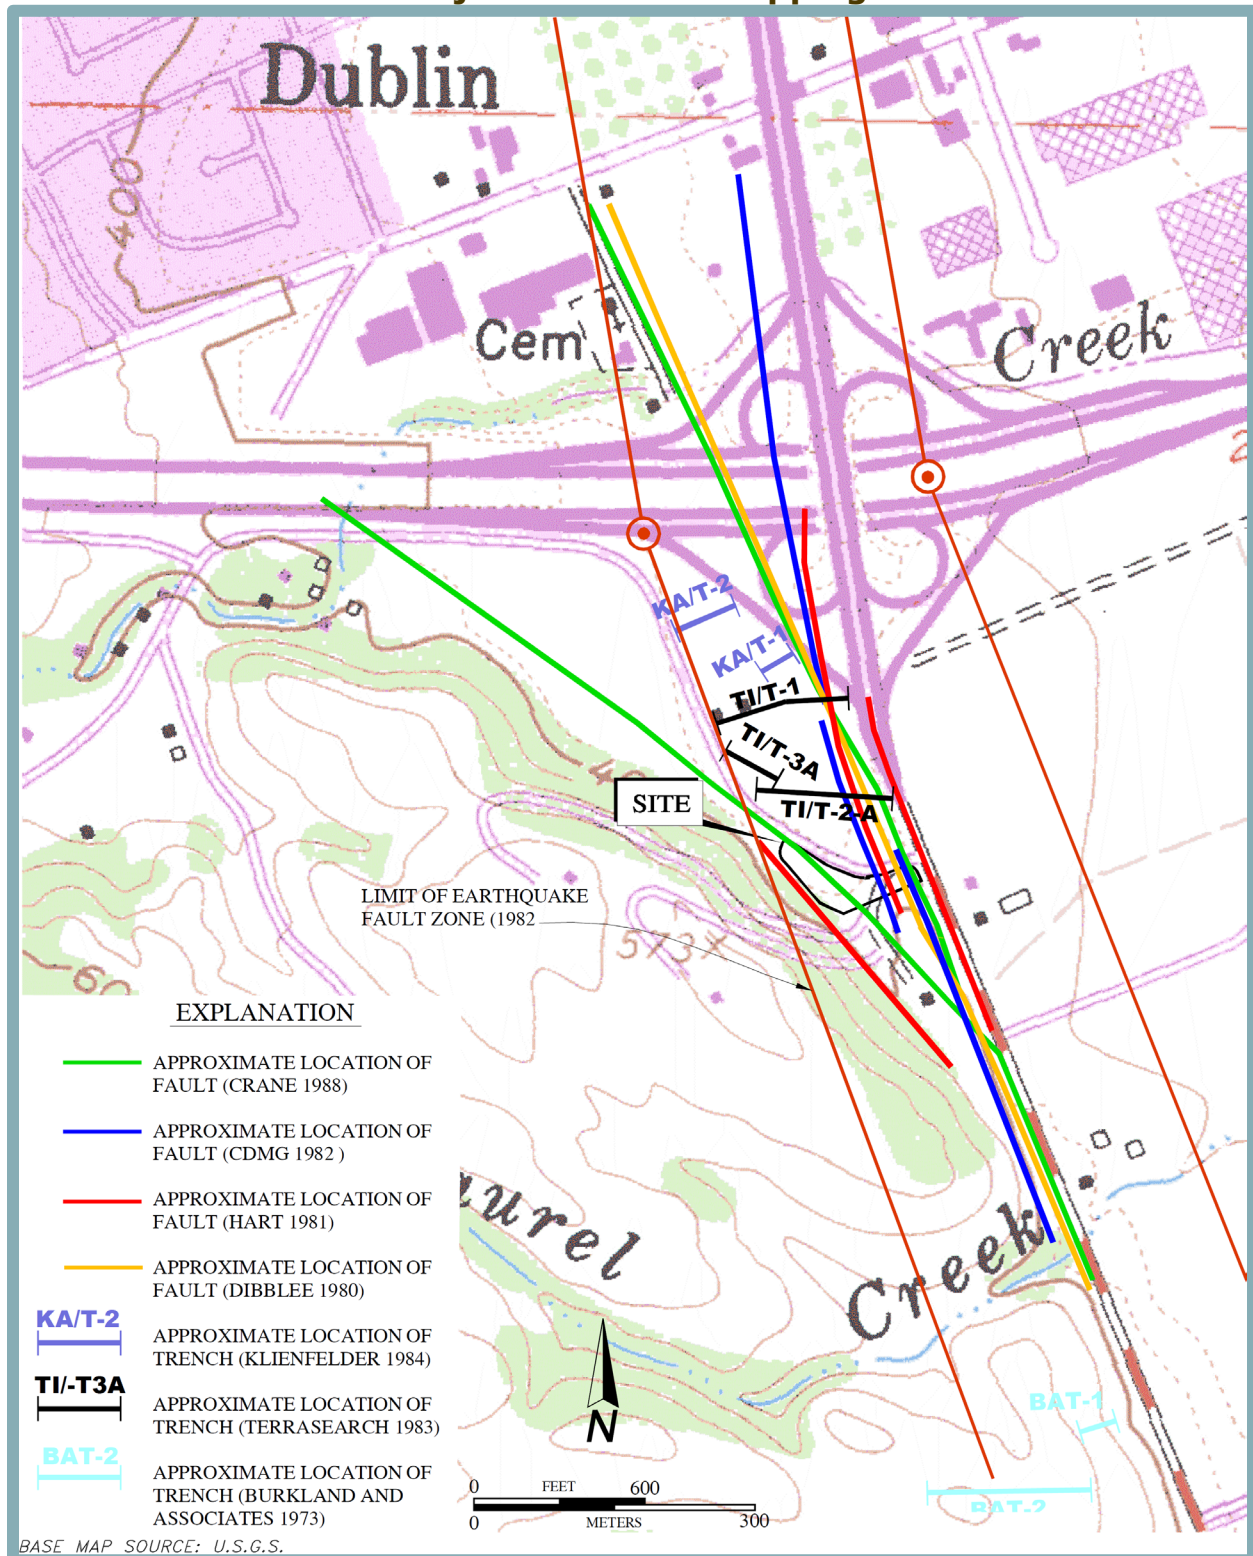 Dublin
400
Cem
Creek
KA/T-2
KA/T-1
TI/T-1
TI/T-3A
SITE
TI/T-2-A
LIMIT OF EARTHQUAKE
FAULT ZONE (1982
573
60
EXPLANATION
APPROXIMATE LOCATION OF
FAULT (CRANE 1988)
APPROXIMATE LOCATION OF
FAULT (CDMG 1982 )
APPROXIMATE LOCATION OF
FAULT (HART 1981)
APPROXIMATE LOCATION OF
FAULT (DIBBLEE 1980)
KA/T-2
APPROXIMATE LOCATION OF
TRENCH (KLIENFELDER 1984)
TI/-T3A
APPROXIMATE LOCATION OF
TRENCH (TERRASEARCH 1983)
BAT-2
APPROXIMATE LOCATION OF
TRENCH (BURKLAND AND
ASSOCIATES 1973)
aurel
Creek
N
0 FEET 600
0 METERS 300
BAT-1
BAT-2
BASE MAP SOURCE: U.S.G.S.